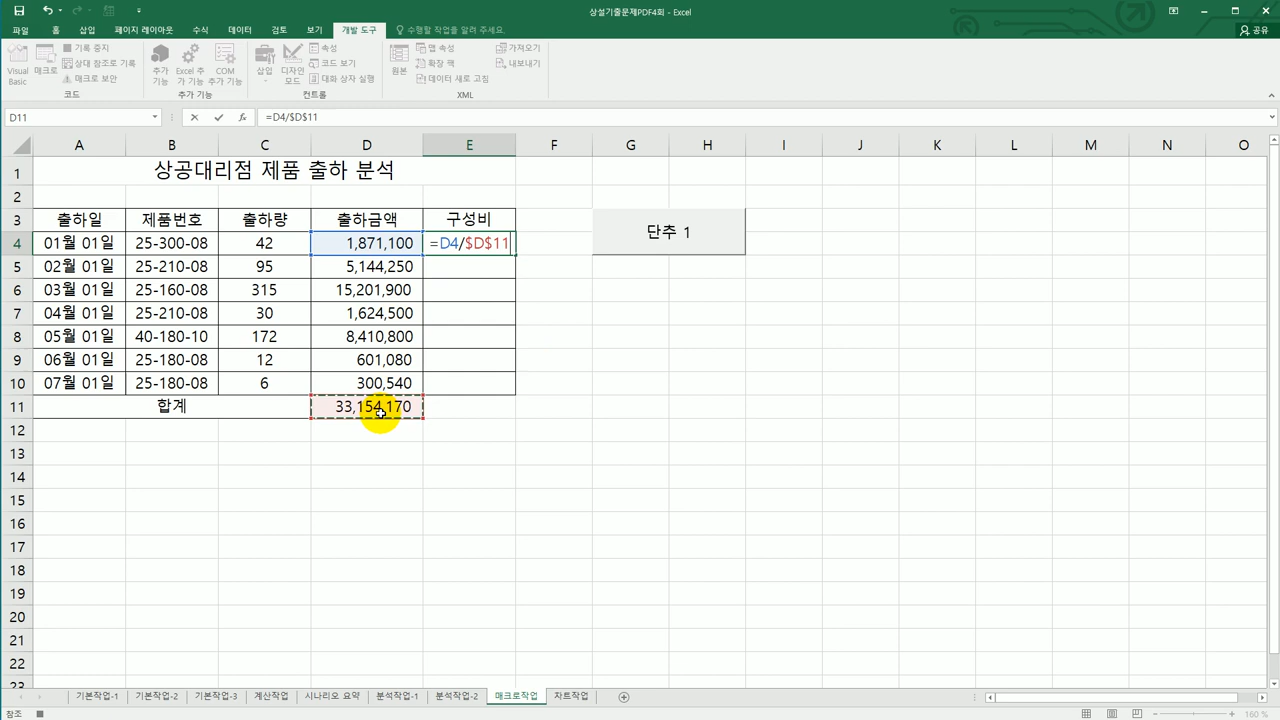 상설기출문제PDF4회 - Excel
파일 홈 삽입 페이지 레이아웃 수식 데이터 검토 보기 개발 도구 수행할 작업을 알려 주세요. 공유
Visual Basic 매크로 기록 중지 상대 참조로 기록 매크로 보안 추가 기능 Excel 추가 기능 COM 추가 기능 삽입 디자인 모드 속성 코드 보기 대화 상자 실행 원본 맵 속성 확장 팩 데이터 새로 고침 가져오기 내보내기
코드 추가 기능 컨트롤 XML
D11 fx =D4/$D$11
A B C D E F G H I J K L M N O
1 상공대리점 제품 출하 분석
2
3 출하일 제품번호 출하량 출하금액 구성비
단추 1
4 01월 01일 25-300-08 42 1,871,100 =D4/$D$11
5 02월 01일 25-210-08 95 5,144,250
6 03월 01일 25-160-08 315 15,201,900
7 04월 01일 25-210-08 30 1,624,500
8 05월 01일 40-180-10 172 8,410,800
9 06월 01일 25-180-08 12 601,080
10 07월 01일 25-180-08 6 300,540
11 합계 33,154,170
12
13
14
15
16
17
18
19
20
21
22
23
기본작업-1 기본작업-2 기본작업-3 계산작업 시나리오 요약 분석작업-1 분석작업-2 매크로작업 차트작업
참조 160 %